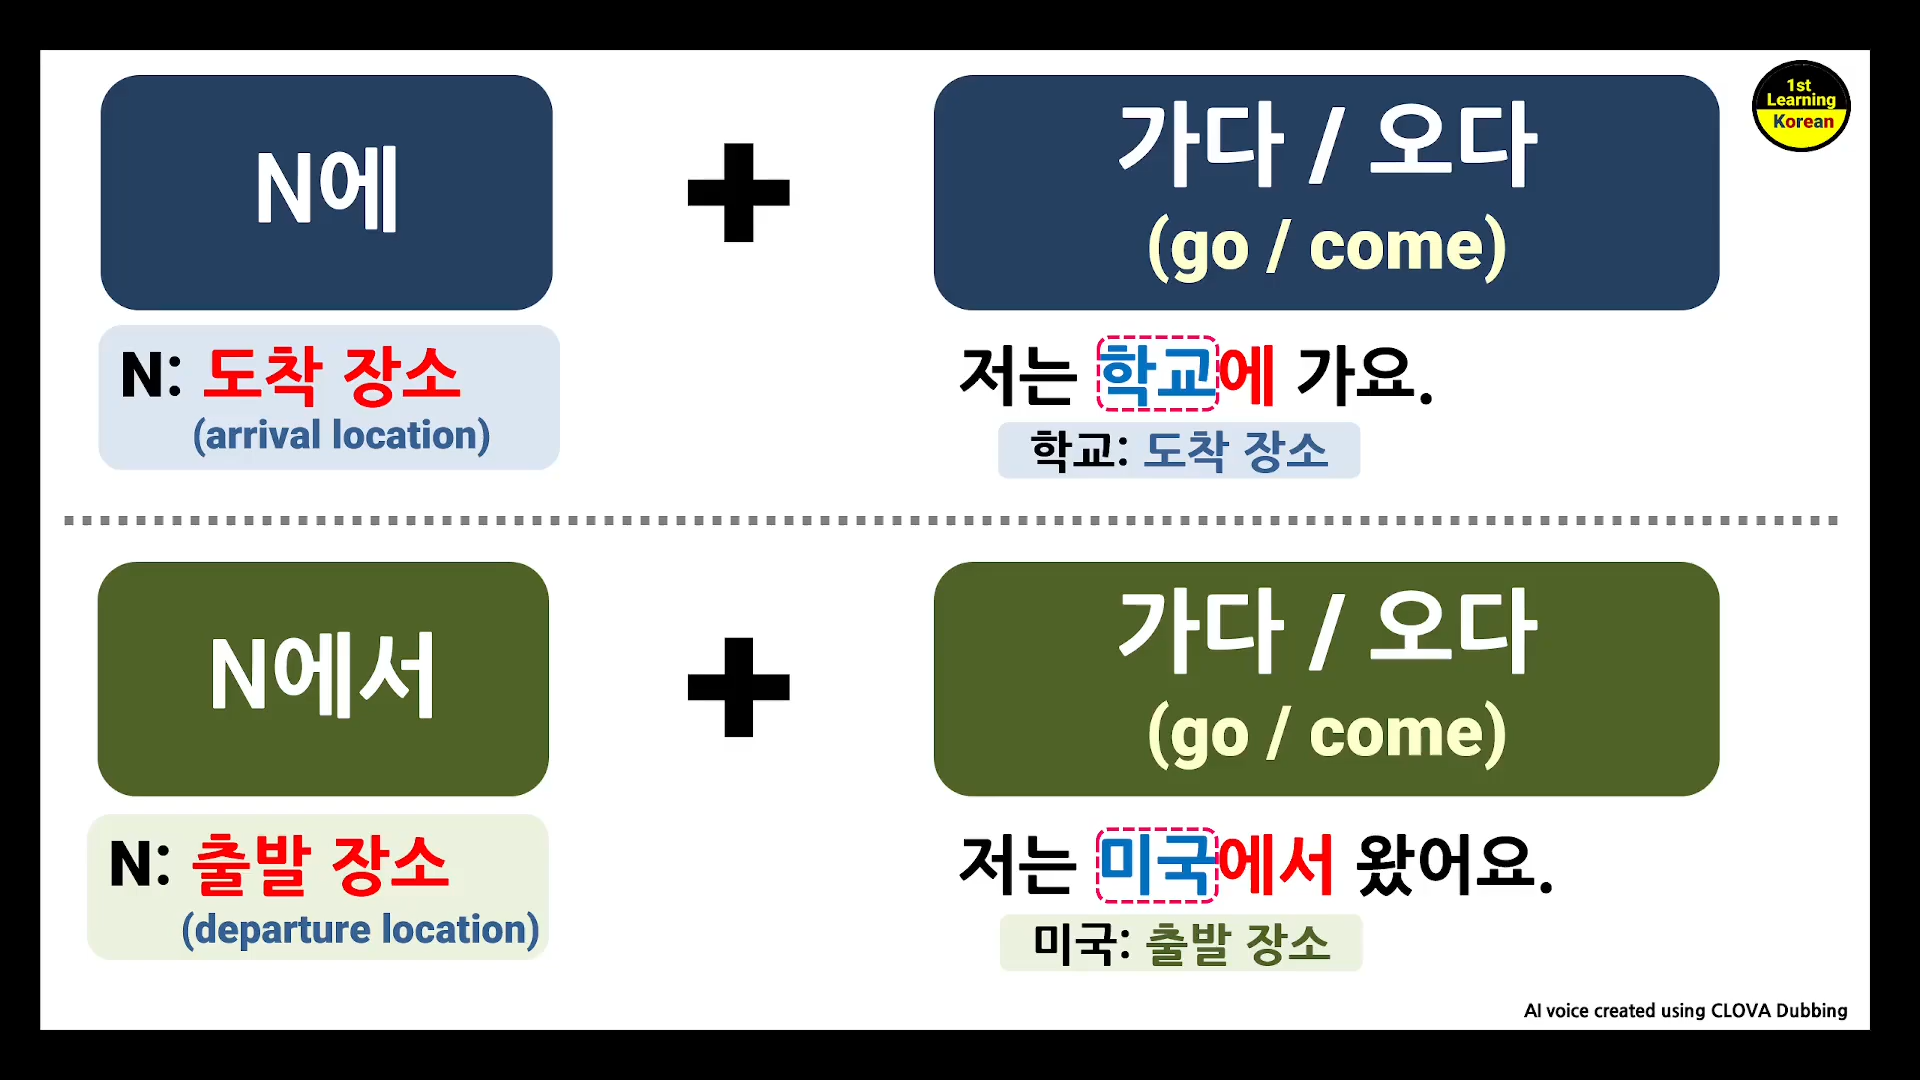 1st
Learning
Korean
N에
+
가다 / 오다
(go / come)
N: 도착 장소
(arrival location)
저는 학교에 가요.
학교: 도착 장소
N에서
+
가다 / 오다
(go / come)
N: 출발 장소
(departure location)
저는 미국에서 왔어요.
미국: 출발 장소
AI voice created using CLOVA Dubbing